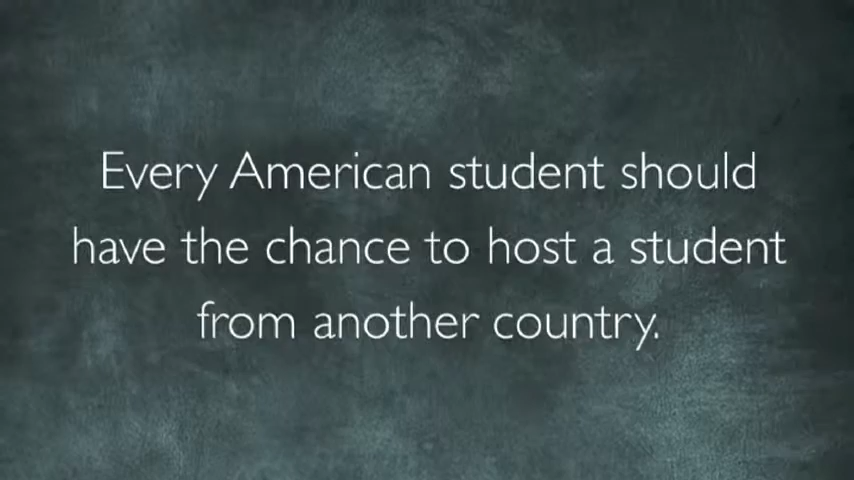 Every American student should
have the chance to host a student
from another country.